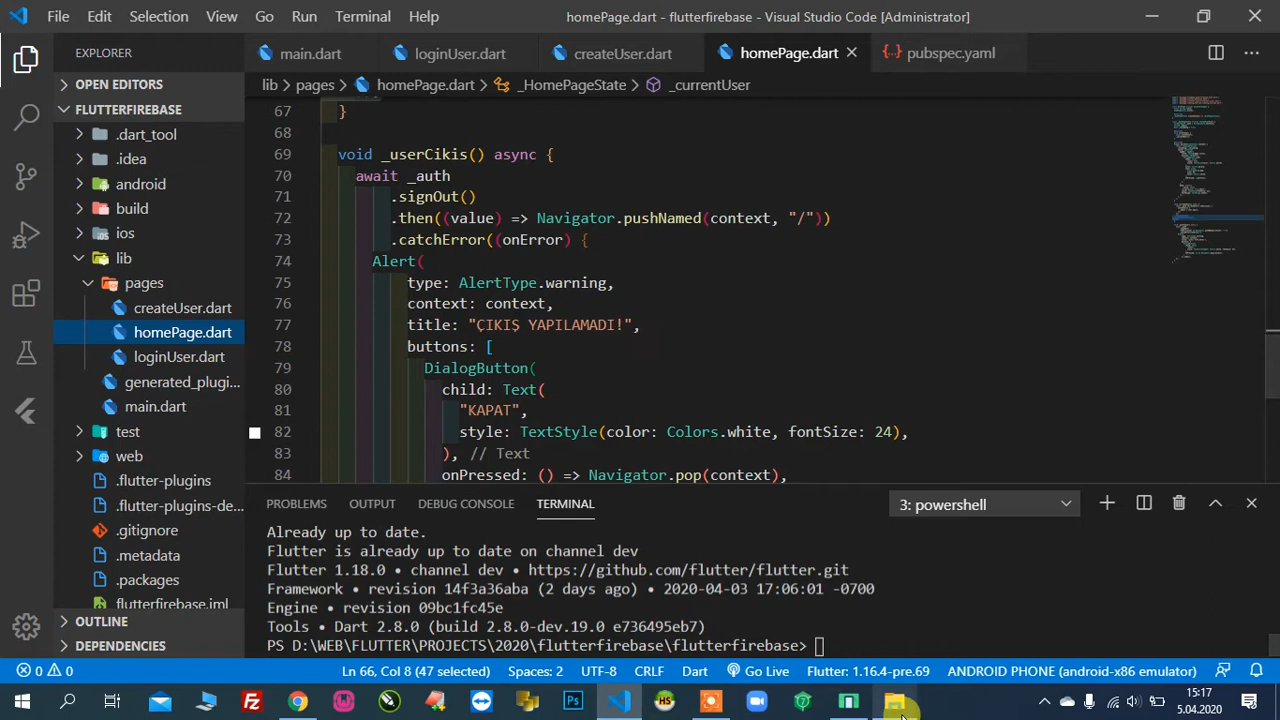 File Edit Selection View Go Run Terminal Help homePage.dart - flutterfirebase - Visual Studio Code [Administrator]
EXPLORER
main.dart loginUser.dart createUser.dart homePage.dart pubspec.yaml
OPEN EDITORS
FLUTTERFIREBASE
.dart_tool
.idea
android
build
ios
lib
pages
createUser.dart
homePage.dart
loginUser.dart
generated_plugi...
main.dart
test
web
.flutter-plugins
.flutter-plugins-de...
.gitignore
.metadata
.packages
flutterfirebase.iml
OUTLINE
DEPENDENCIES
lib pages homePage.dart _HomePageState _currentUser
67 }
68
69 void _userCikis() async {
70 await _auth
71 .signOut()
72 .then((value) => Navigator.pushNamed(context, "/"))
73 .catchError((onError) {
74 Alert(
75 type: AlertType.warning,
76 context: context,
77 title: "ÇIKIŞ YAPILAMADI!",
78 buttons: [
79 DialogButton(
80 child: Text(
81 "KAPAT",
82 style: TextStyle(color: Colors.white, fontSize: 24),
83 ), // Text
84 onPressed: () => Navigator.pop(context),
PROBLEMS OUTPUT DEBUG CONSOLE TERMINAL 3: powershell
Already up to date.
Flutter is already up to date on channel dev
Flutter 1.18.0 • channel dev • https://github.com/flutter/flutter.git
Framework • revision 14f3a36aba (2 days ago) • 2020-04-03 17:06:01 -0700
Engine • revision 09bc1fc45e
Tools • Dart 2.8.0 (build 2.8.0-dev.19.0 e736495eb7)
PS D:\WEB\FLUTTER\PROJECTS\2020\flutterfirebase\flutterfirebase>
0 0 Ln 66, Col 8 (47 selected) Spaces: 2 UTF-8 CRLF Dart Go Live Flutter: 1.16.4-pre.69 ANDROID PHONE (android-x86 emulator)
Fz Ps HS
15:17
5.04.2020